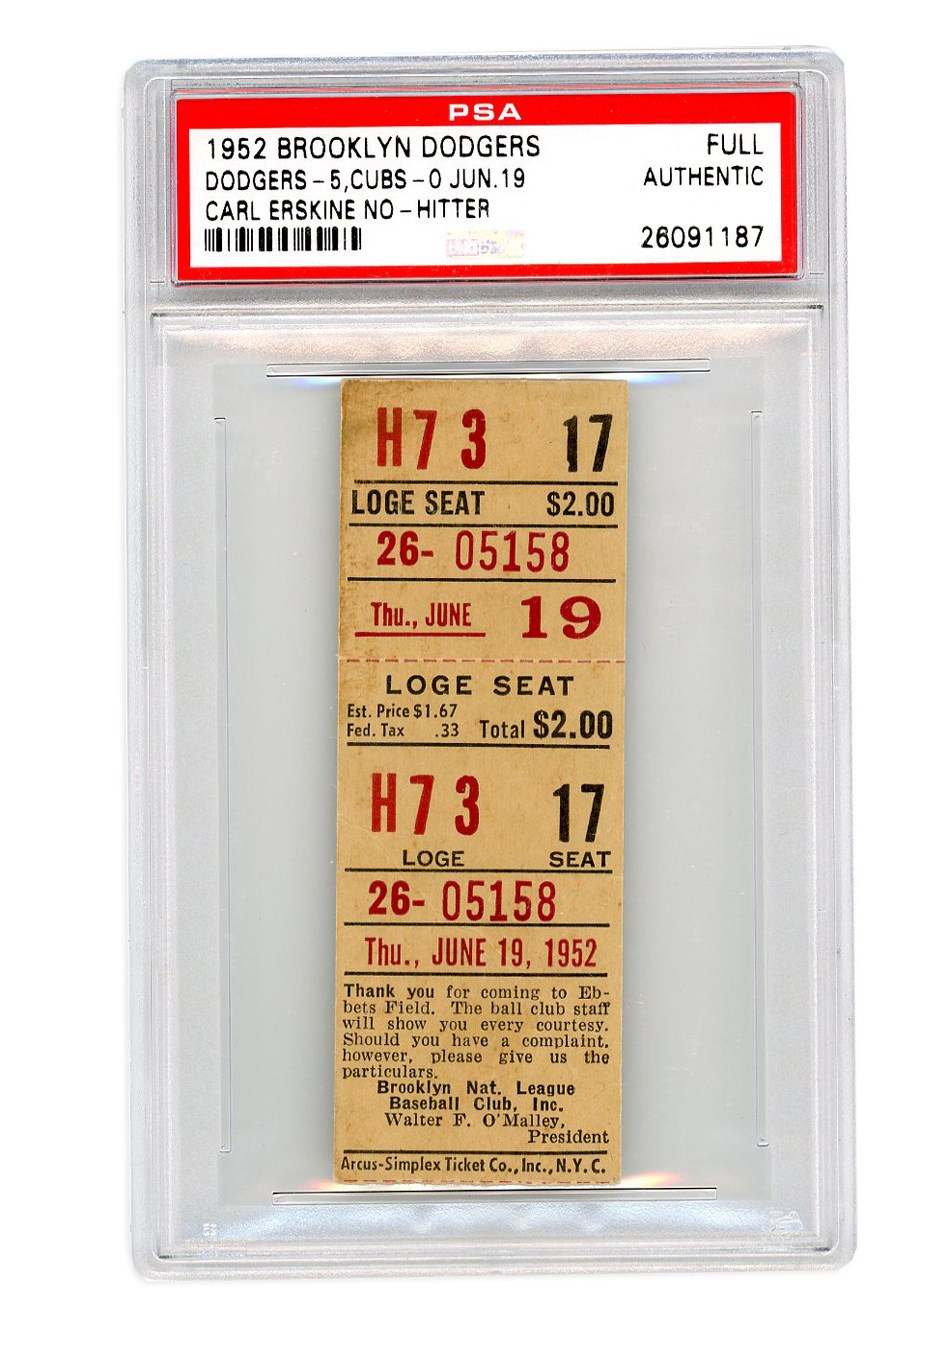 PSA
1952 BROOKLYN DODGERS FULL
DODGERS-5,CUBS-0 JUN.19 AUTHENTIC
CARL ERSKINE NO-HITTER
26091187
H73 17
LOGE SEAT $2.00
26- 05158
Thu., JUNE 19
LOGE SEAT
Est. Price $1.67
Fed. Tax .33 Total $2.00
H73 17
LOGE SEAT
26- 05158
Thu., JUNE 19, 1952
Thank you for coming to Eb-
bets Field. The ball club staff
will show you every courtesy.
Should you have a complaint,
however, please give us the
particulars.
Brooklyn Nat. League
Baseball Club, Inc.
Walter F. O'Malley,
President
Arcus-Simplex Ticket Co., Inc., N.Y.C.